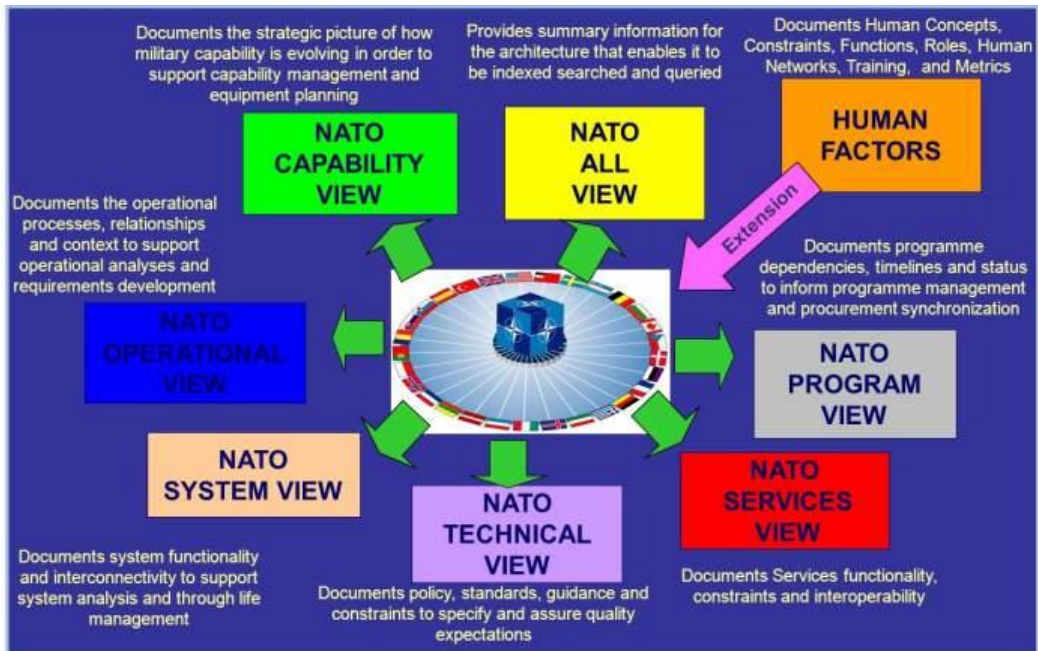 Documents the strategic picture of how
military capability is evolving in order to
support capability management and
equipment planning
NATO
CAPABILITY
VIEW
Provides summary information for
the architecture that enables it to
be indexed searched and queried
NATO
ALL
VIEW
Documents Human Concepts,
Constraints, Functions, Roles, Human
Networks, Training, and Metrics
HUMAN
FACTORS
Extension
Documents the operational
processes, relationships
and context to support
operational analyses and
requirements development
NATO
OPERATIONAL
VIEW
Documents programme
dependencies, timelines and status
to inform programme management
and procurement synchronization
NATO
PROGRAM
VIEW
NATO
SYSTEM VIEW
Documents system functionality
and interconnectivity to support
system analysis and through life
management
NATO
TECHNICAL
VIEW
Documents policy, standards, guidance and
constraints to specify and assure quality
expectations
NATO
SERVICES
VIEW
Documents Services functionality,
constraints and interoperability